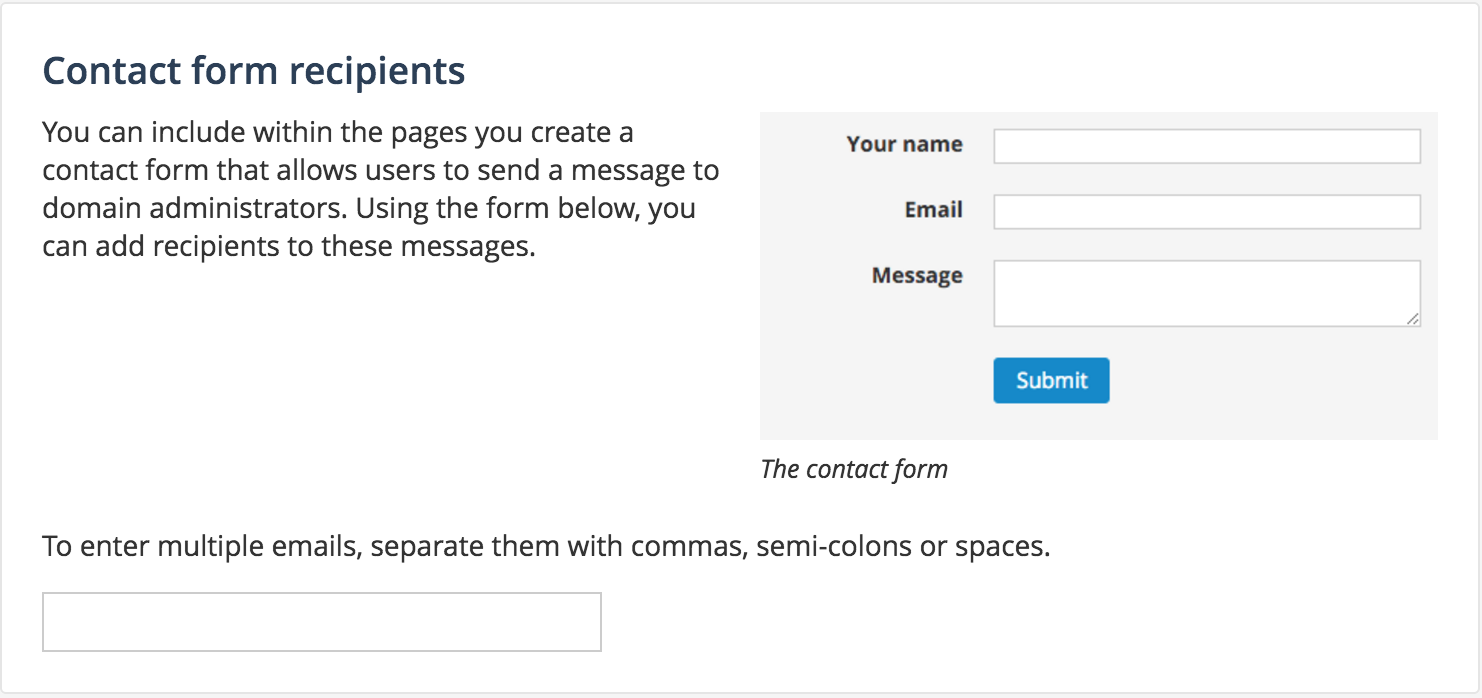 Contact form recipients
You can include within the pages you create a
contact form that allows users to send a message to
domain administrators. Using the form below, you
can add recipients to these messages.
Your name
Email
Message
Submit
The contact form
To enter multiple emails, separate them with commas, semi-colons or spaces.